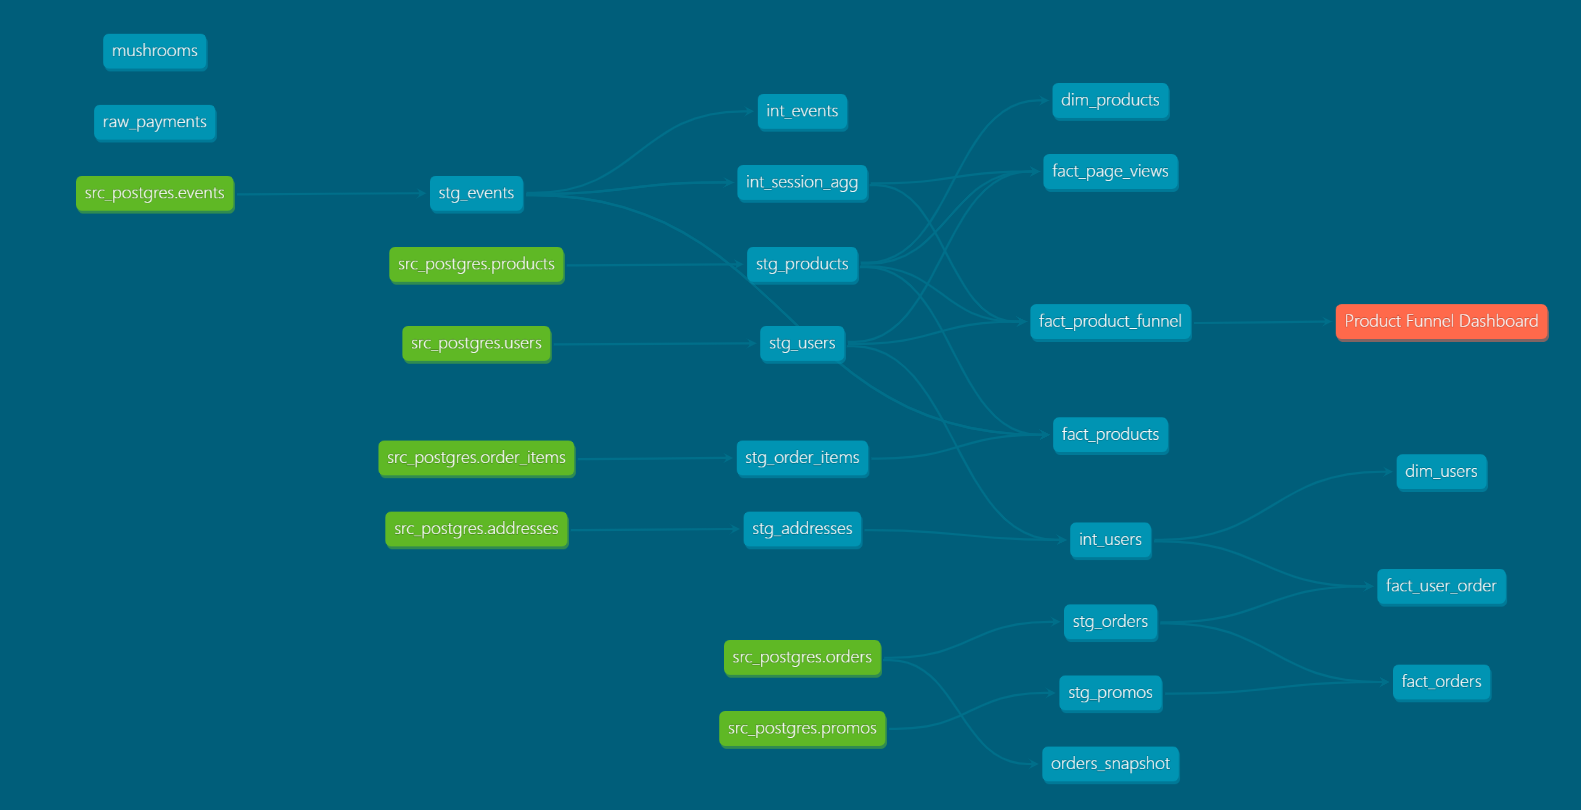 mushrooms
raw_payments
src_postgres.events
stg_events
src_postgres.products
src_postgres.users
src_postgres.order_items
src_postgres.addresses
int_events
int_session_agg
stg_products
stg_users
stg_order_items
stg_addresses
src_postgres.orders
src_postgres.promos
dim_products
fact_page_views
fact_product_funnel
fact_products
int_users
stg_orders
stg_promos
orders_snapshot
Product Funnel Dashboard
dim_users
fact_user_order
fact_orders